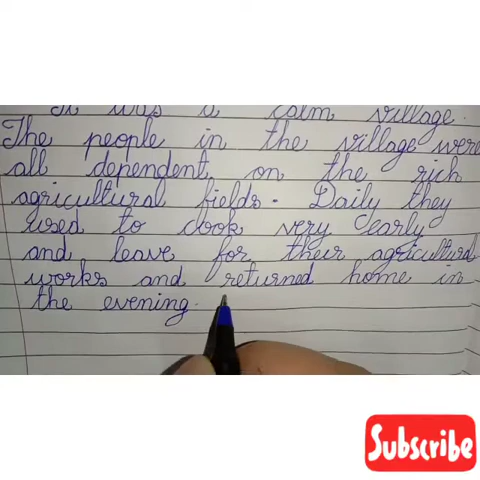 It was a calm village.
The people in the village were
all dependent on the rich
agricultural fields. Daily they
used to cook very early
and leave for their agricultural
works and returned home in
the evening.
Subscribe